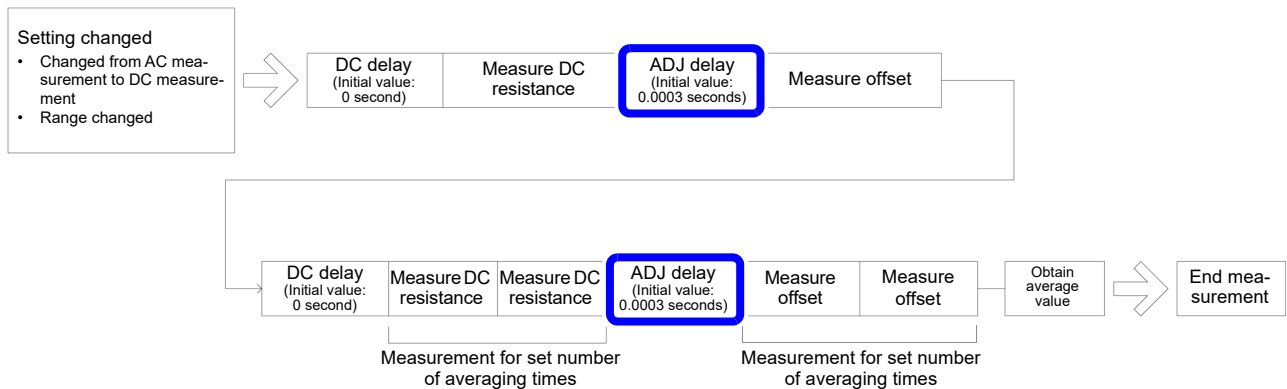 Setting changed
• Changed from AC mea-
surement to DC measure-
ment
• Range changed
DC delay
(Initial value:
0 second)
Measure DC
resistance
ADJ delay
(Initial value:
0.0003 seconds)
Measure offset
DC delay
(Initial value:
0 second)
Measure DC
resistance
Measure DC
resistance
ADJ delay
(Initial value:
0.0003 seconds)
Measure
offset
Measure
offset
Obtain
average
value
End mea-
surement
Measurement for set number
of averaging times
Measurement for set number
of averaging times